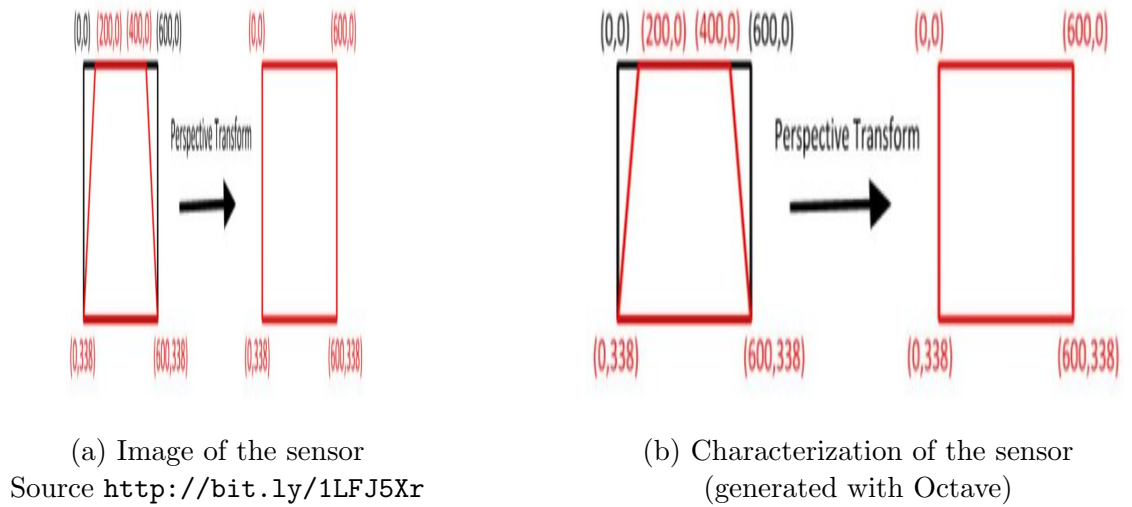 (0,0) (200,0) (400,0) (600,0)
(0,0) (600,0)
Perspective Transform
(0,338) (600,338)
(0,338) (600,338)
(a) Image of the sensor
Source http://bit.ly/1LFJ5Xr
(0,0) (200,0) (400,0) (600,0)
(0,0) (600,0)
Perspective Transform
(0,338) (600,338)
(0,338) (600,338)
(b) Characterization of the sensor
(generated with Octave)